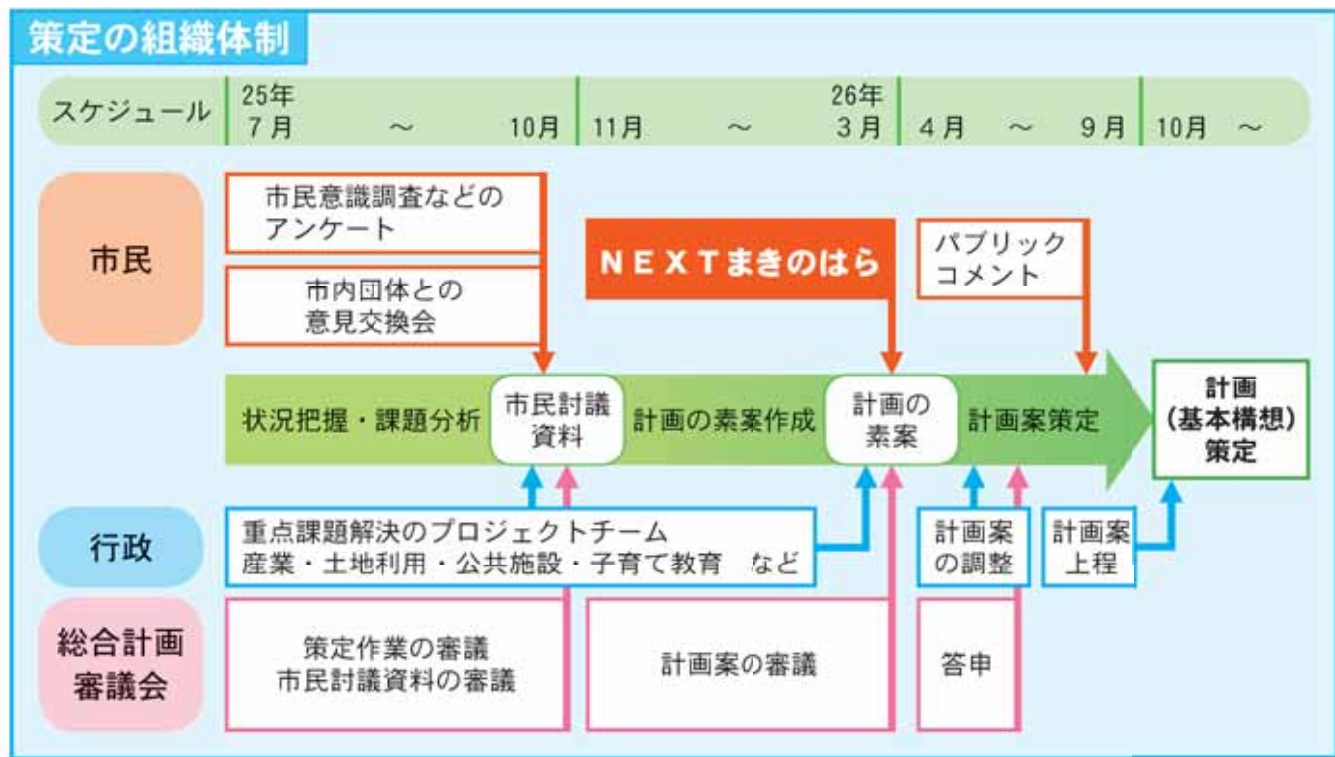 策定の組織体制
スケジュール
25年
7月 ～ 10月
11月 ～
26年
3月
4月 ～ 9月
10月 ～
市民
市民意識調査などの
アンケート
市内団体との
意見交換会
ＮＥＸＴまきのはら
パブリック
コメント
状況把握・課題分析
市民討議
資料
計画の素案作成
計画の
素案
計画案策定
計画
(基本構想)
策定
行政
重点課題解決のプロジェクトチーム
産業・土地利用・公共施設・子育て教育　など
計画案
の調整
計画案
上程
総合計画
審議会
策定作業の審議
市民討議資料の審議
計画案の審議
答申